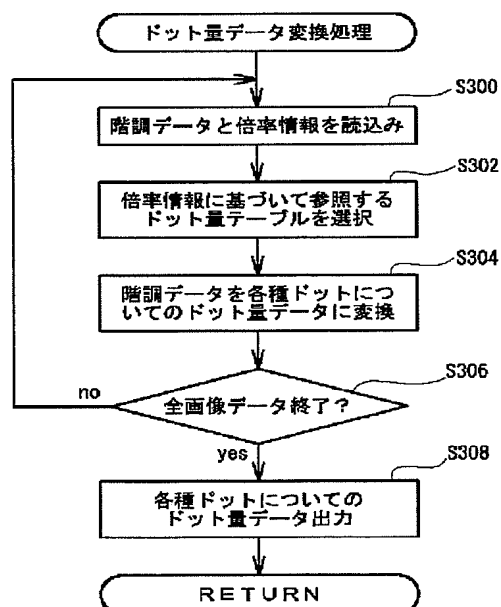 ドット量データ変換処理
S300
階調データと倍率情報を読込み
S302
倍率情報に基づいて参照する
ドット量テーブルを選択
S304
階調データを各種ドットにつ
いてのドット量データに変換
S306
no
全画像データ終了？
yes
S308
各種ドットについての
ドット量データ出力
RETURN